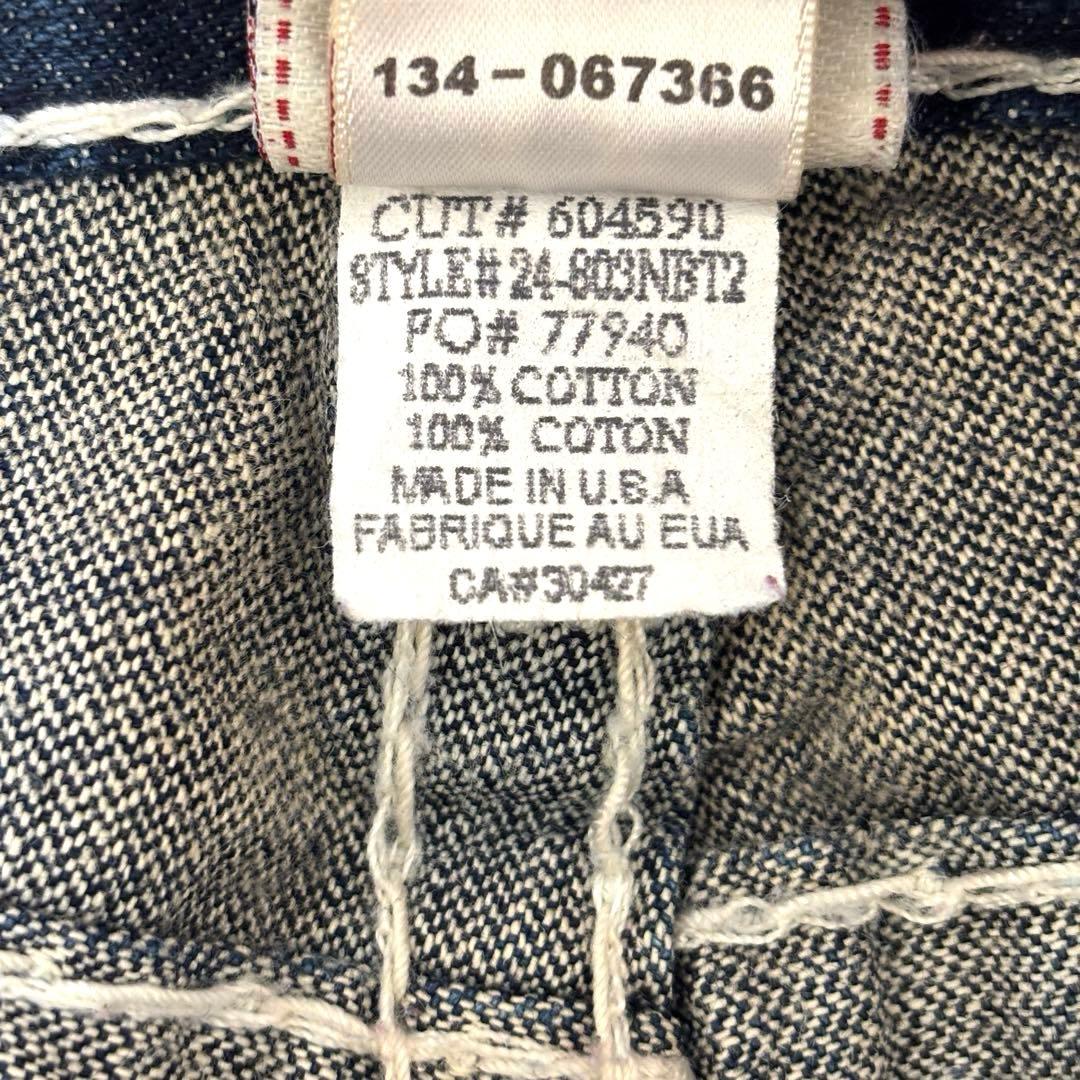 134-067366
CUT# 604590
STYLE# 24-803NBT2
PO# 77940
100% COTTON
100% COTON
MADE IN U.S.A
FABRIQUE AU EUA
CA#30427